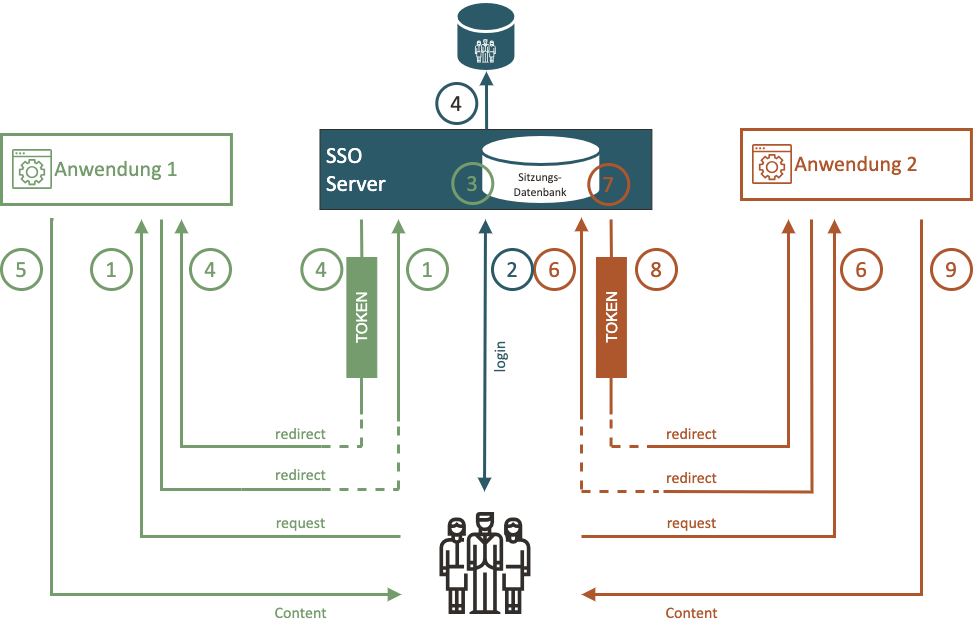 4
SSO
Server
3
Sitzungs-
Datenbank
7
Anwendung 1
Anwendung 2
5
1
4
4
1
2
6
8
6
9
TOKEN
TOKEN
login
redirect
redirect
redirect
redirect
request
request
Content
Content